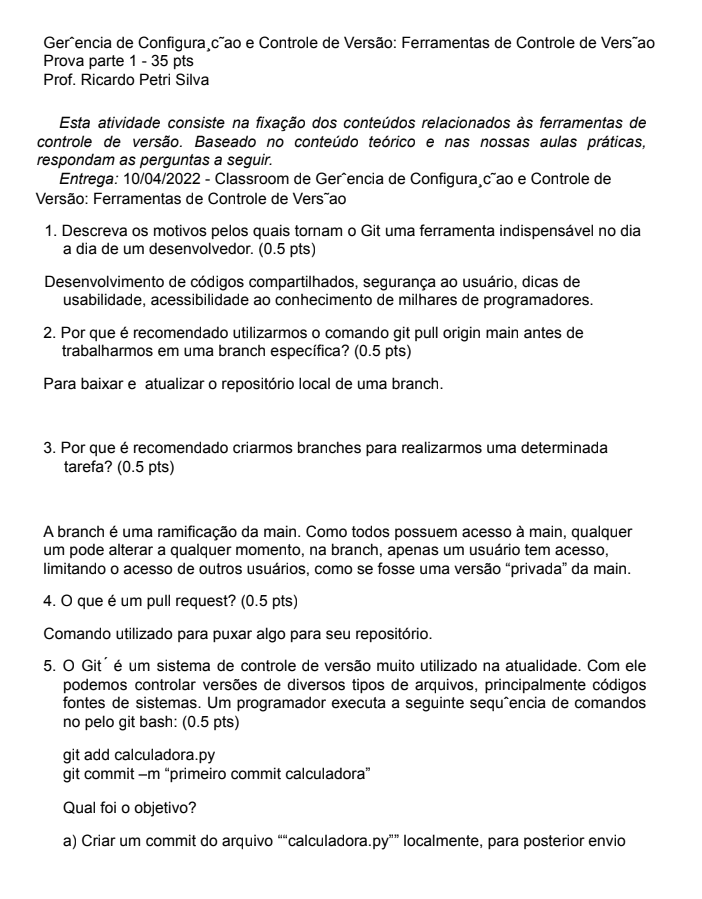 Gerˆencia de Configura¸c˜ao e Controle de Versão: Ferramentas de Controle de Vers˜ao
Prova parte 1 - 35 pts
Prof. Ricardo Petri Silva
Esta atividade consiste na fixação dos conteúdos relacionados às ferramentas de
controle de versão. Baseado no conteúdo teórico e nas nossas aulas práticas,
respondam as perguntas a seguir.
Entrega: 10/04/2022 - Classroom de Gerˆencia de Configura¸c˜ao e Controle de
Versão: Ferramentas de Controle de Vers˜ao
1. Descreva os motivos pelos quais tornam o Git uma ferramenta indispensável no dia
a dia de um desenvolvedor. (0.5 pts)
Desenvolvimento de códigos compartilhados, segurança ao usuário, dicas de
usabilidade, acessibilidade ao conhecimento de milhares de programadores.
2. Por que é recomendado utilizarmos o comando git pull origin main antes de
trabalharmos em uma branch específica? (0.5 pts)
Para baixar e  atualizar o repositório local de uma branch.
3. Por que é recomendado criarmos branches para realizarmos uma determinada
tarefa? (0.5 pts)
A branch é uma ramificação da main. Como todos possuem acesso à main, qualquer
um pode alterar a qualquer momento, na branch, apenas um usuário tem acesso,
limitando o acesso de outros usuários, como se fosse uma versão “privada” da main.
4. O que é um pull request? (0.5 pts)
Comando utilizado para puxar algo para seu repositório.
5. O Git´ é um sistema de controle de versão muito utilizado na atualidade. Com ele
podemos controlar versões de diversos tipos de arquivos, principalmente códigos
fontes de sistemas. Um programador executa a seguinte sequˆencia de comandos
no pelo git bash: (0.5 pts)
git add calculadora.py
git commit –m “primeiro commit calculadora”
Qual foi o objetivo?
a) Criar um commit do arquivo ““calculadora.py”” localmente, para posterior envio